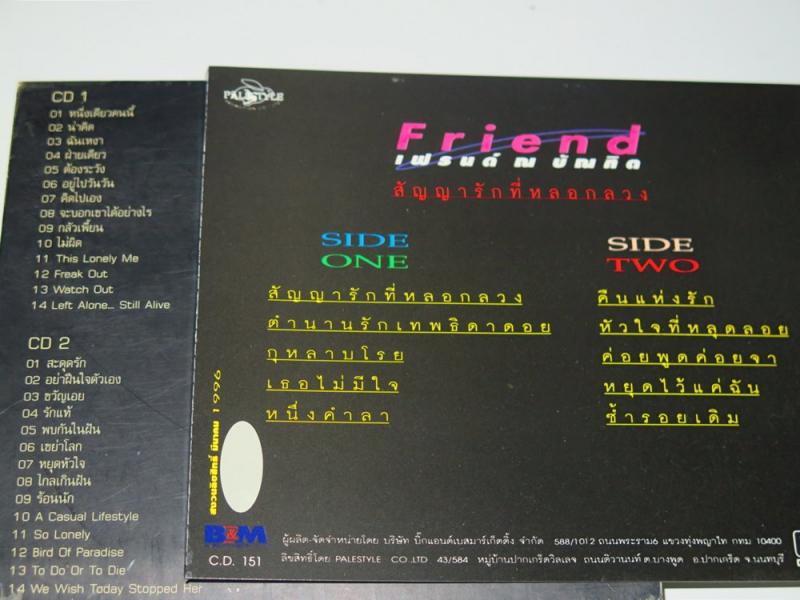 CD 1
01 หนึ่งเดียวคนนี้
02 น่าคิด
03 ฉันเหงา
04 ฝ่ายเดียว
05 ต้องระวัง
06 อยู่ไปวันวัน
07 คิดไปเอง
08 จะบอกเขาได้อย่างไร
09 กลัวเพี้ยน
10 ไม่ผิด
11 This Lonely Me
12 Freak Out
13 Watch Out
14 Left Alone... Still Alive
CD 2
01 สะดุดรัก
02 อย่าฝืนใจตัวเอง
03 ขวัญเอย
04 รักแท้
05 พบกันในฝัน
06 เขย่าโลก
07 หยุดหัวใจ
08 ไกลเกินฝัน
09 ร้อนนัก
10 A Casual Lifestyle
11 So Lonely
12 Bird Of Paradise
13 To Do Or To Die
14 We Wish Today Stopped Her
PALESTYLE
Friend
เฟรนด์ ณ บัณฑิต
สัญญารักที่หลอกลวง
SIDE ONE
สัญญารักที่หลอกลวง
ตำนานรักเทพธิดาดอย
กุหลาบโรย
เธอไม่มีใจ
หนึ่งคำลา
SIDE TWO
คืนแห่งรัก
หัวใจที่หลุดลอย
ค่อยพูดค่อยจา
หยุดไว้แค่ฉัน
ซ้ำรอยเดิม
สงวนลิขสิทธิ์ มีนาคม 1996
B&M
C.D. 151
ผู้ผลิต-จัดจำหน่ายโดย บริษัท บิ๊กแอนด์เบสมาร์เก็ตติ้ง จำกัด 588/1012 ถนนพระราม6 แขวงทุ่งพญาไท กทม 10400
ลิขสิทธิ์โดย PALESTYLE CO.,LTD 43/584 หมู่บ้านปากเกร็ดวิลเลจ ถนนติวานนท์ ต.บางพูด อ.ปากเกร็ด จ.นนทบุรี